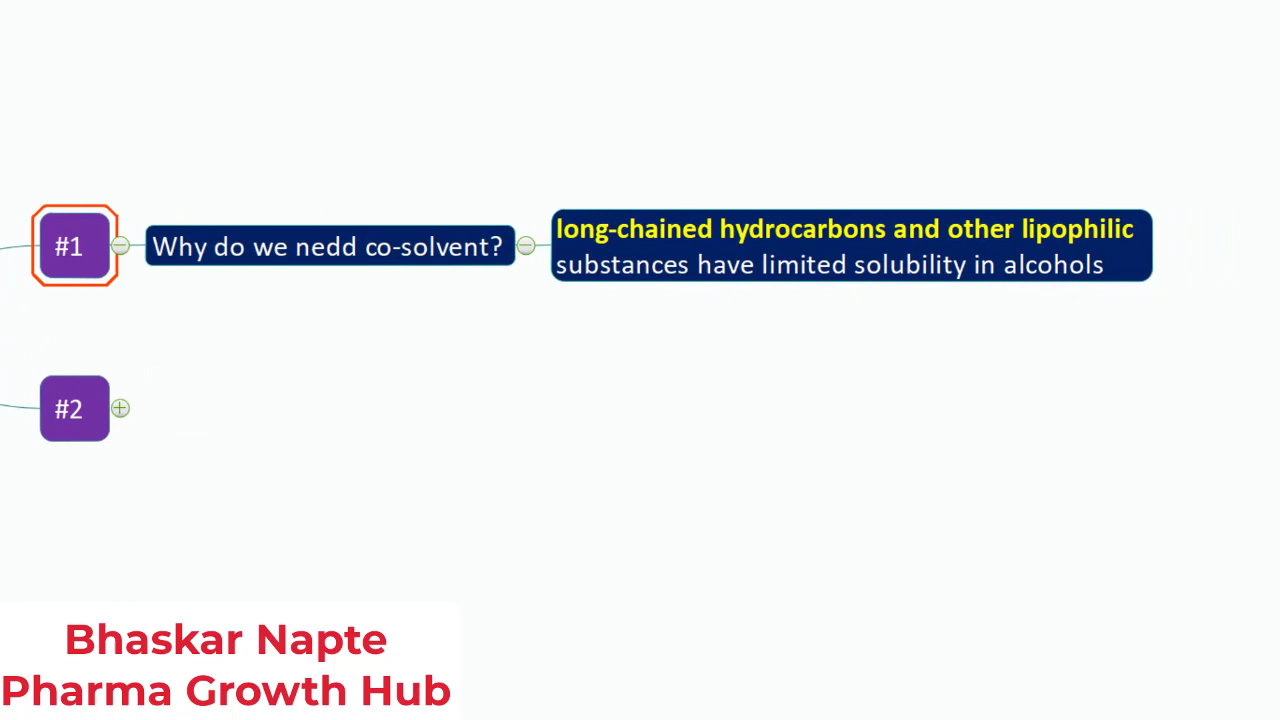 #1
Why do we nedd co-solvent?
long-chained hydrocarbons and other lipophilic
substances have limited solubility in alcohols
#2
Bhaskar Napte
Pharma Growth Hub